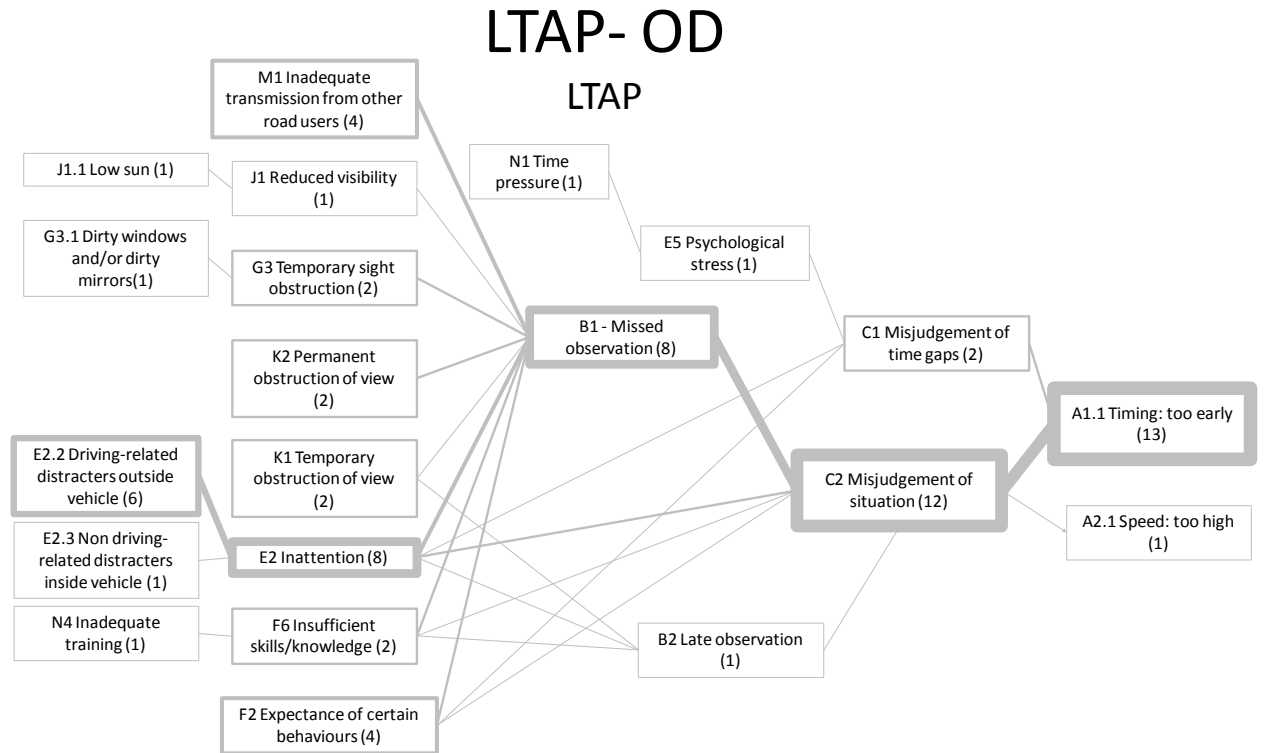 LTAP- OD
LTAP
M1 Inadequate
transmission from other
road users (4)
J1.1 Low sun (1)
J1 Reduced visibility
(1)
N1 Time
pressure (1)
G3.1 Dirty windows
and/or dirty
mirrors(1)
G3 Temporary sight
obstruction (2)
E5 Psychological
stress (1)
B1 - Missed
observation (8)
C1 Misjudgement of
time gaps (2)
K2 Permanent
obstruction of view
(2)
A1.1 Timing: too early
(13)
E2.2 Driving-related
distracters outside
vehicle (6)
K1 Temporary
obstruction of view
(2)
C2 Misjudgement of
situation (12)
A2.1 Speed: too high
(1)
E2.3 Non driving-
related distracters
inside vehicle (1)
E2 Inattention (8)
N4 Inadequate
training (1)
F6 Insufficient
skills/knowledge (2)
B2 Late observation
(1)
F2 Expectance of certain
behaviours (4)